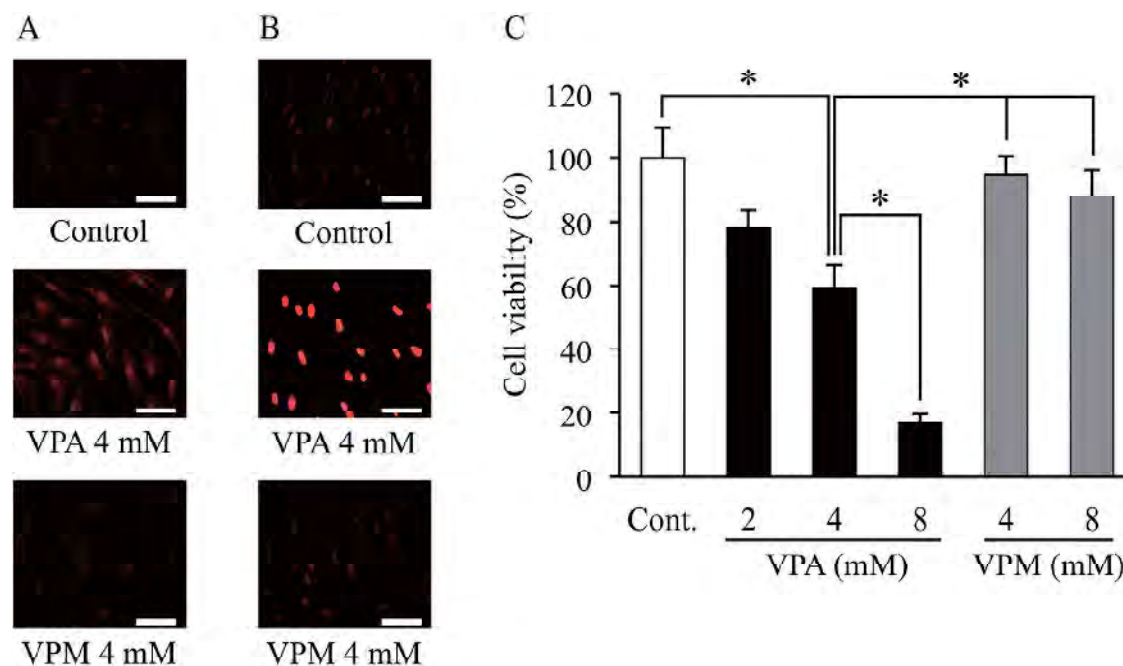 A
Control
VPA 4 mM
VPM 4 mM
B
Control
VPA 4 mM
VPM 4 mM
C
* *
*
Cell viability (%)
120
100
80
60
40
20
0
Cont. 2 4 8 4 8
VPA (mM) VPM (mM)